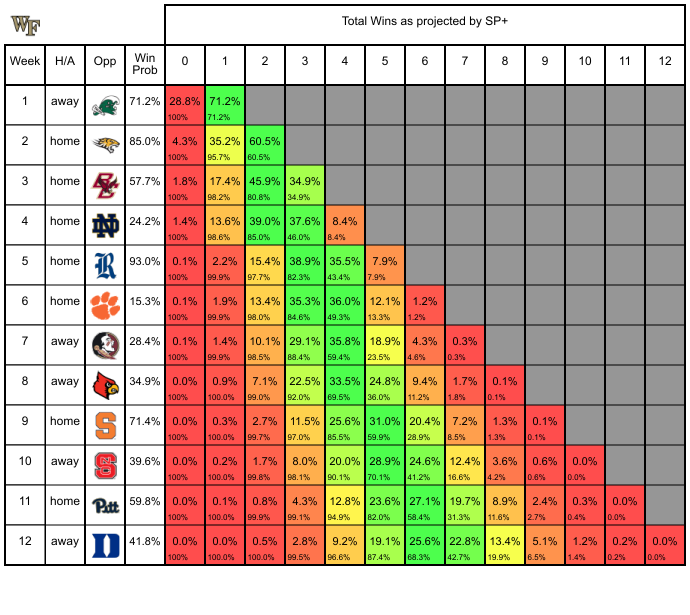 WF
Total Wins as projected by SP+
Week H/A Opp Win Prob 0 1 2 3 4 5 6 7 8 9 10 11 12
1 away 71.2% 28.8% 71.2%
100% 71.2%
2 home 85.0% 4.3% 35.2% 60.5%
100% 95.7% 60.5%
3 home BC 57.7% 1.8% 17.4% 45.9% 34.9%
100% 98.2% 80.8% 34.9%
4 home ND 24.2% 1.4% 13.6% 39.0% 37.6% 8.4%
100% 98.6% 85.0% 46.0% 8.4%
5 home R 93.0% 0.1% 2.2% 15.4% 38.9% 35.5% 7.9%
100% 99.9% 97.7% 82.3% 43.4% 7.9%
6 home 15.3% 0.1% 1.9% 13.4% 35.3% 36.0% 12.1% 1.2%
100% 99.9% 98.0% 84.6% 49.3% 13.3% 1.2%
7 away 28.4% 0.1% 1.4% 10.1% 29.1% 35.8% 18.9% 4.3% 0.3%
100% 99.9% 98.5% 88.4% 59.4% 23.5% 4.6% 0.3%
8 away 34.9% 0.0% 0.9% 7.1% 22.5% 33.5% 24.8% 9.4% 1.7% 0.1%
100% 100.0% 99.0% 92.0% 69.5% 36.0% 11.2% 1.8% 0.1%
9 home S 71.4% 0.0% 0.3% 2.7% 11.5% 25.6% 31.0% 20.4% 7.2% 1.3% 0.1%
100% 100.0% 99.7% 97.0% 85.5% 59.9% 28.9% 8.5% 1.3% 0.1%
10 away NCS 39.6% 0.0% 0.2% 1.7% 8.0% 20.0% 28.9% 24.6% 12.4% 3.6% 0.6% 0.0%
100% 100.0% 99.8% 98.1% 90.1% 70.1% 41.2% 16.6% 4.2% 0.6% 0.0%
11 home Pitt 59.8% 0.0% 0.1% 0.8% 4.3% 12.8% 23.6% 27.1% 19.7% 8.9% 2.4% 0.3% 0.0%
100% 100.0% 99.9% 99.1% 94.9% 82.0% 58.4% 31.3% 11.6% 2.7% 0.4% 0.0%
12 away D 41.8% 0.0% 0.0% 0.5% 2.8% 9.2% 19.1% 25.6% 22.8% 13.4% 5.1% 1.2% 0.2% 0.0%
100% 100.0% 100.0% 99.5% 96.6% 87.4% 68.3% 42.7% 19.9% 6.5% 1.4% 0.2% 0.0%